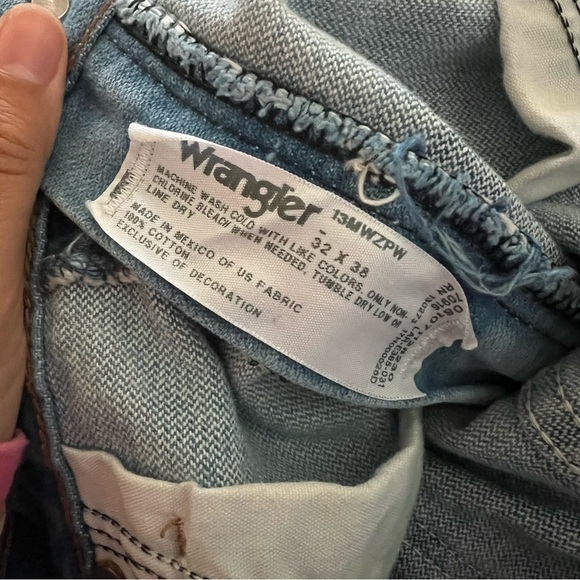 Wrangler
13MWZPW
32 X 38
MACHINE WASH COLD WITH LIKE COLORS, ONLY NON-
CHLORINE BLEACH WHEN NEEDED, TUMBLE DRY LOW OR
LINE DRY
MADE IN MEXICO OF US FABRIC
100% COTTON
EXCLUSIVE OF DECORATION